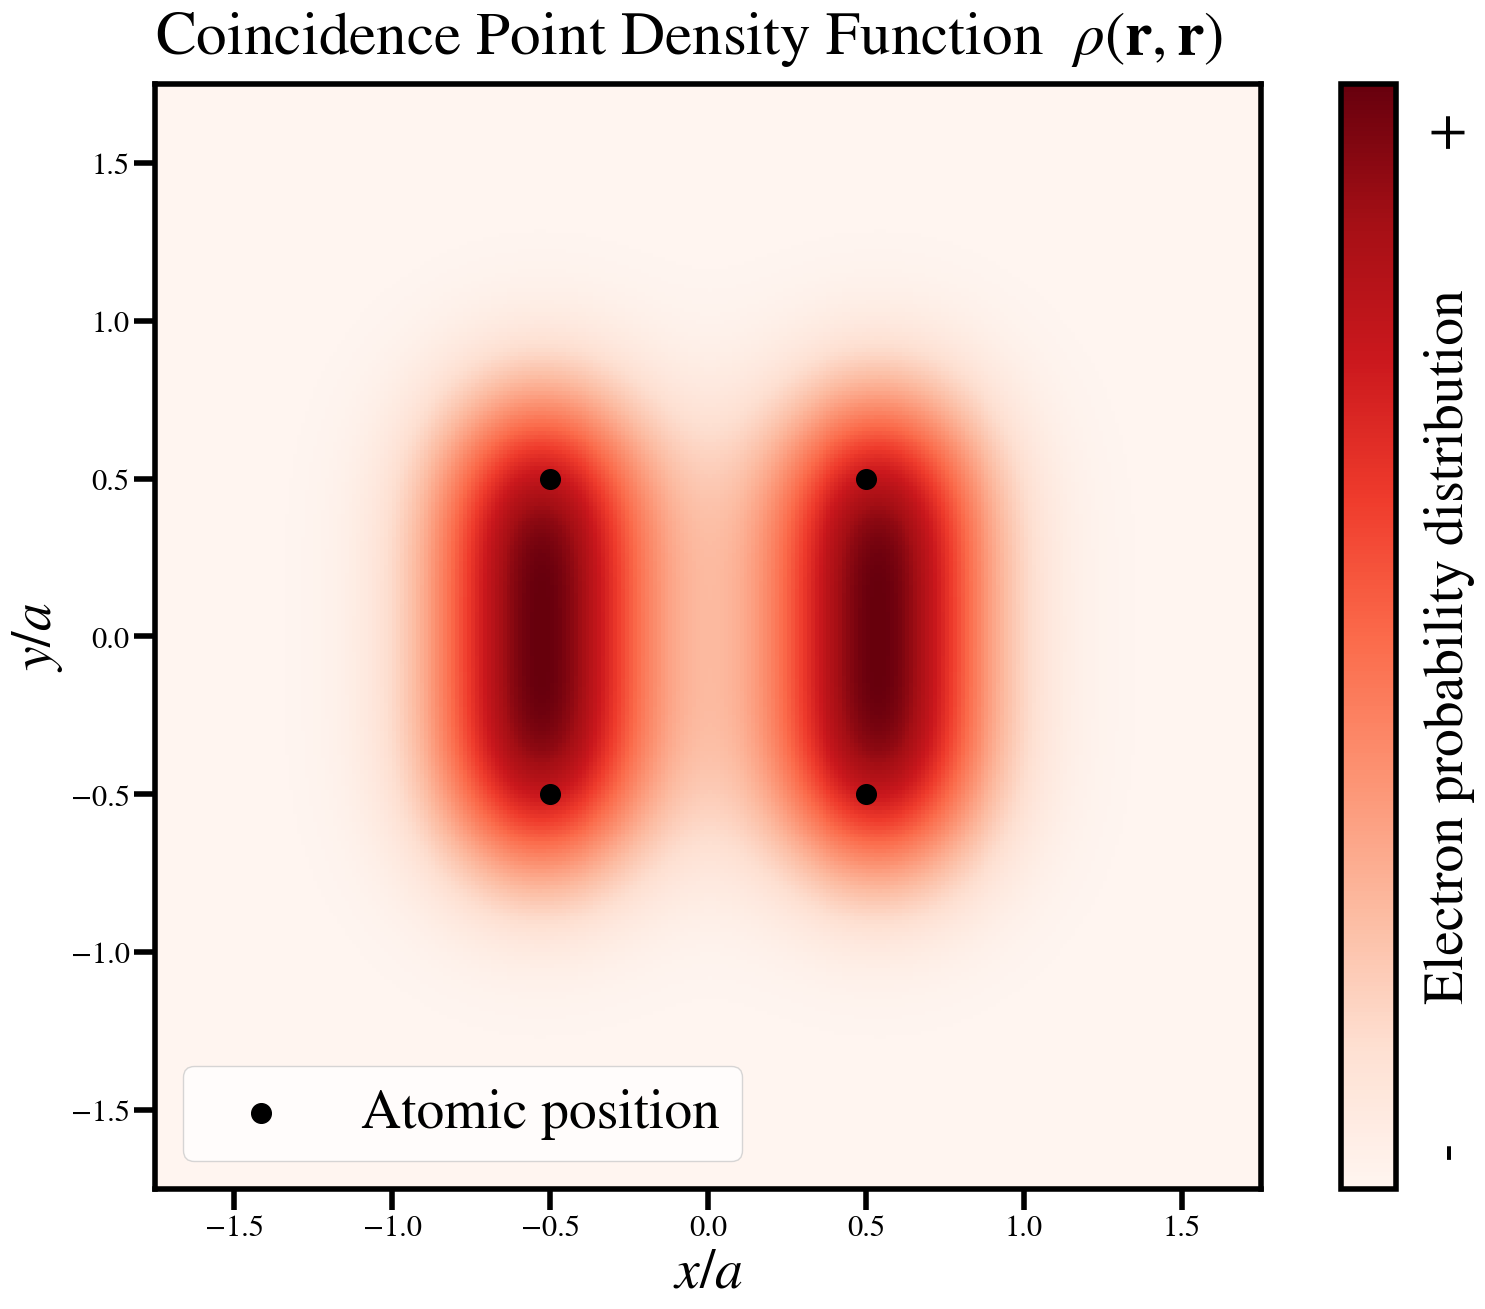 Coincidence Point Density Function ρ(r, r)
1.5
1.0
0.5
0.0
−0.5
−1.0
−1.5
y/a
Atomic position
−1.5 −1.0 −0.5 0.0 0.5 1.0 1.5
x/a
- Electron probability distribution +